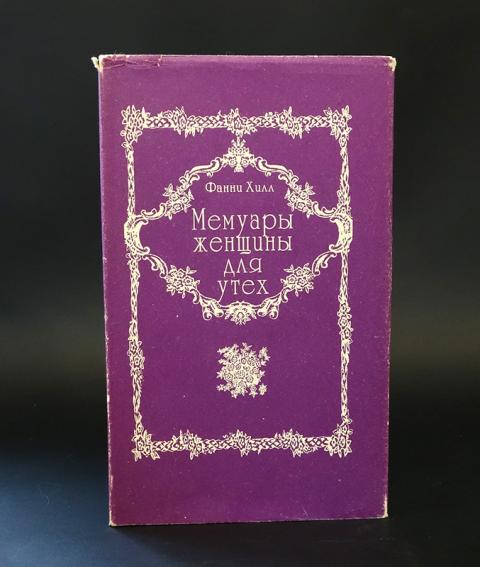 Фанни Хилл
Мемуары
женщины
для
утех